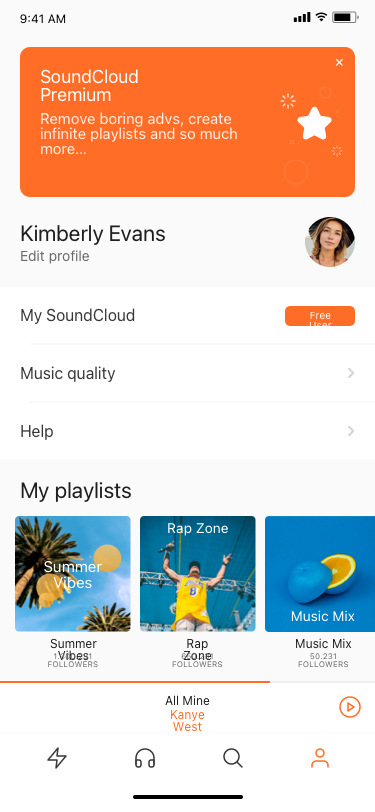 9:41 AM
SoundCloud
Premium
Remove boring advs, create
infinite playlists and so much
more...
Kimberly Evans
Edit profile
My SoundCloud
Free
User
Music quality
Help
My playlists
Summer
Vibes
Rap Zone
Music Mix
Summer
Vibes
FOLLOWERS
Rap
Zone
FOLLOWERS
Music Mix
50.231
FOLLOWERS
All Mine
Kanye
West